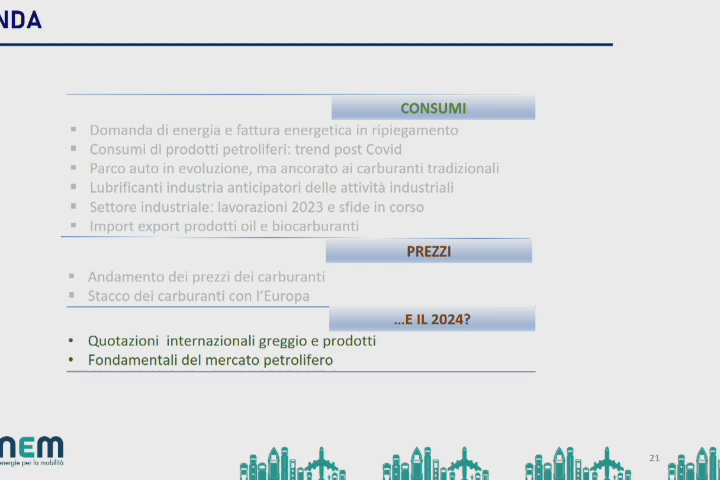 NDA
CONSUMI
▪ Domanda di energia e fattura energetica in ripiegamento
▪ Consumi di prodotti petroliferi: trend post Covid
▪ Parco auto in evoluzione, ma ancorato ai carburanti tradizionali
▪ Lubrificanti industria anticipatori delle attività industriali
▪ Settore industriale: lavorazioni 2023 e sfide in corso
▪ Import export prodotti oil e biocarburanti
PREZZI
▪ Andamento dei prezzi dei carburanti
▪ Stacco dei carburanti con l'Europa
...E IL 2024?
• Quotazioni internazionali greggio e prodotti
• Fondamentali del mercato petrolifero
nem
energie per la mobilità
21